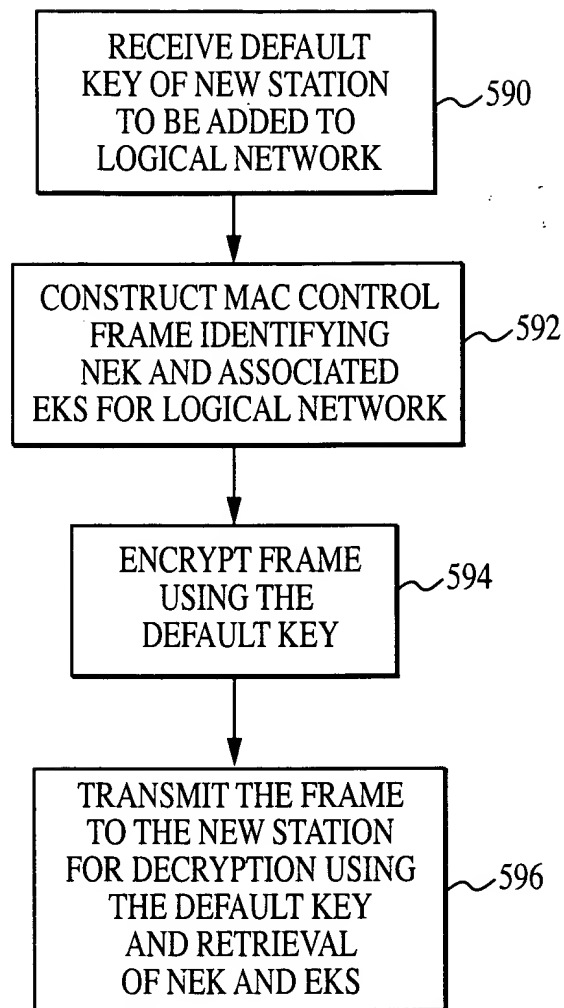 RECEIVE DEFAULT
KEY OF NEW STATION
TO BE ADDED TO
LOGICAL NETWORK
590
CONSTRUCT MAC CONTROL
FRAME IDENTIFYING
NEK AND ASSOCIATED
EKS FOR LOGICAL NETWORK
592
ENCRYPT FRAME
USING THE
DEFAULT KEY
594
TRANSMIT THE FRAME
TO THE NEW STATION
FOR DECRYPTION USING
THE DEFAULT KEY
AND RETRIEVAL
OF NEK AND EKS
596